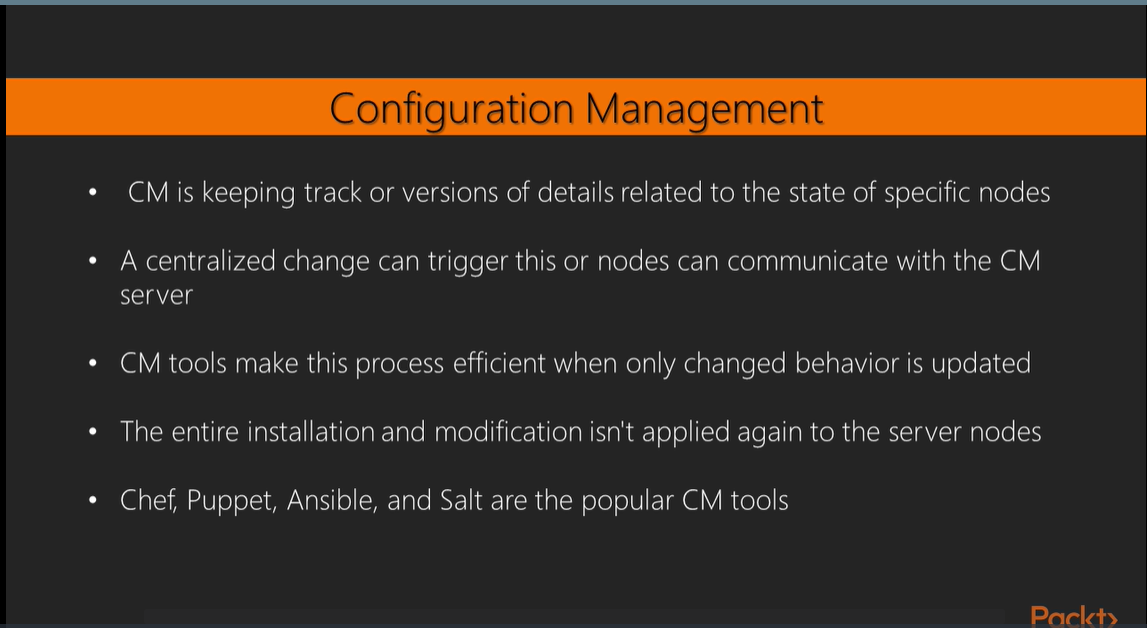 Configuration Management
• CM is keeping track or versions of details related to the state of specific nodes
• A centralized change can trigger this or nodes can communicate with the CM
server
• CM tools make this process efficient when only changed behavior is updated
• The entire installation and modification isn't applied again to the server nodes
• Chef, Puppet, Ansible, and Salt are the popular CM tools
Packt>